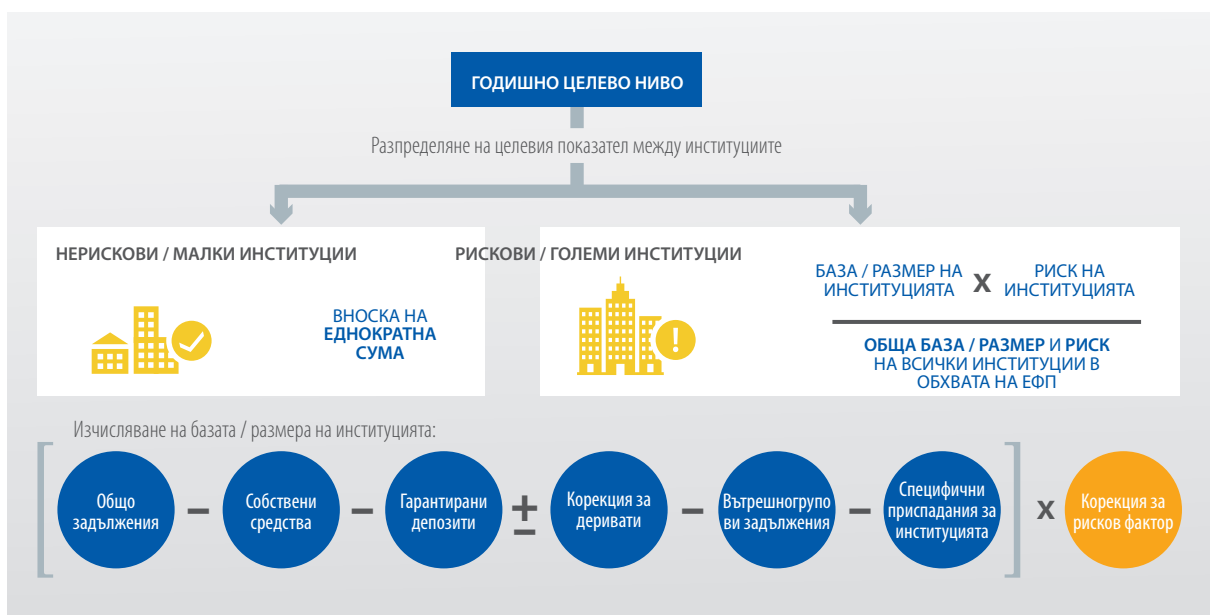 ГОДИШНО ЦЕЛЕВО НИВО
Разпределяне на целевия показател между институциите
НЕРИСКОВИ / МАЛКИ ИНСТИТУЦИИ
ВНОСКА НА
ЕДНОКРАТНА
СУМА
РИСКОВИ / ГОЛЕМИ ИНСТИТУЦИИ
БАЗА / РАЗМЕР НА
ИНСТИТУЦИЯТА
X
РИСК НА
ИНСТИТУЦИЯТА
ОБЩА БАЗА / РАЗМЕР И РИСК
НА ВСИЧКИ ИНСТИТУЦИИ В
ОБХВАТА НА ЕФП
Изчисляване на базата / размера на институцията:
[
Общо
задължения
–
Собствени
средства
–
Гарантирани
депозити
±
Корекция за
деривати
–
Вътрешногрупо
ви задължения
–
Специфични
приспадания за
институцията
]
x
Корекция за
рисков фактор